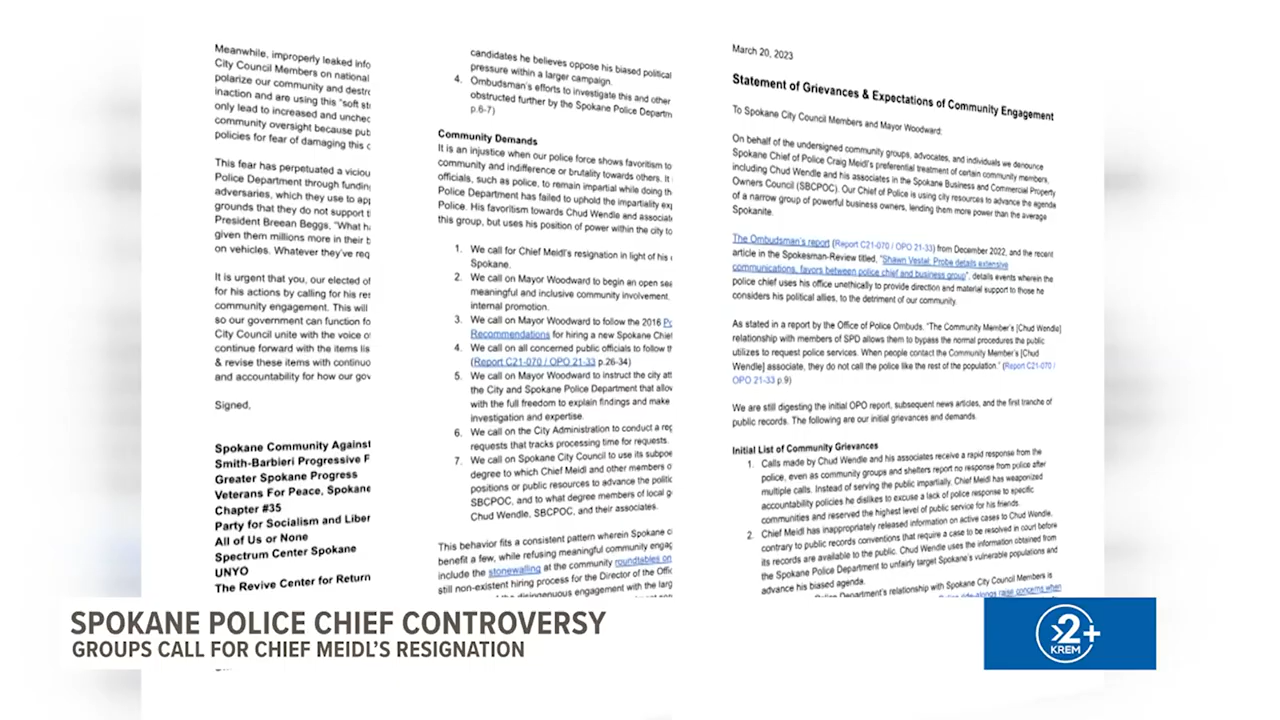 Meanwhile, improperly leaked info
City Council Members on national
polarize our community and destro
inaction and are using this "soft st
only lead to increased and unchec
community oversight because pub
policies for fear of damaging this c
This fear has perpetuated a viciou
Police Department through fundin
adversaries, which they use to app
grounds that they do not support t
President Breean Beggs, "What h
given them millions more in their b
on vehicles. Whatever they've req
It is urgent that you, our elected of
for his actions by calling for his res
community engagement. This will
so our government can function fo
City Council unite with the voice of
continue forward with the items lis
& revise these items with continuo
and accountability for how our gov
Signed,
Spokane Community Against
Smith-Barbieri Progressive F
Greater Spokane Progress
Veterans For Peace, Spokane
Chapter #35
Party for Socialism and Liber
All of Us or None
Spectrum Center Spokane
UNYO
The Revive Center for Return
candidates he believes oppose his biased political
pressure within a larger campaign.
4. Ombudsman's efforts to investigate this and other
obstructed further by the Spokane Police Departm
p.6-7)
Community Demands
It is an injustice when our police force shows favoritism to
community and indifference or brutality towards others. It
officials, such as police, to remain impartial while doing th
Police Department has failed to uphold the impartiality exp
Police. His favoritism towards Chud Wendle and associate
this group, but uses his position of power within the city to
1. We call for Chief Meidl's resignation in light of his
Spokane.
2. We call on Mayor Woodward to begin an open sea
meaningful and inclusive community involvement.
internal promotion.
3. We call on Mayor Woodward to follow the 2016 Po
Recommendations for hiring a new Spokane Chief
4. We call on all concerned public officials to follow th
(Report C21-070 / OPO 21-33 p.26-34)
5. We call on Mayor Woodward to instruct the city att
the City and Spokane Police Department that allow
with the full freedom to explain findings and make
investigation and expertise.
6. We call on the City Administration to conduct a reg
requests that tracks processing time for requests.
7. We call on Spokane City Council to use its subpoe
degree to which Chief Meidl and other members o
positions or public resources to advance the politic
SBCPOC, and to what degree members of local g
Chud Wendle, SBCPOC, and their associates.
This behavior fits a consistent pattern wherein Spokane c
benefit a few, while refusing meaningful community engag
include the stonewalling at the community roundtables on
still non-existent hiring process for the Director of the Offic
the disingenuous engagement with the larg
March 20, 2023
Statement of Grievances & Expectations of Community Engagement
To Spokane City Council Members and Mayor Woodward:
On behalf of the undersigned community groups, advocates, and individuals we denounce
Spokane Chief of Police Craig Meidl's preferential treatment of certain community members,
including Chud Wendle and his associates in the Spokane Business and Commercial Property
Owners Council (SBCPOC). Our Chief of Police is using city resources to advance the agenda
of a narrow group of powerful business owners, lending them more power than the average
Spokanite.
The Ombudsman's report (Report C21-070 / OPO 21-33) from December 2022, and the recent
article in the Spokesman-Review titled, "Shawn Vestal: Probe details extensive
communications, favors between police chief and business group", details events wherein the
police chief uses his office unethically to provide direction and material support to those he
considers his political allies, to the detriment of our community.
As stated in a report by the Office of Police Ombuds. "The Community Member's [Chud Wendle]
relationship with members of SPD allows them to bypass the normal procedures the public
utilizes to request police services. When people contact the Community Member's [Chud
Wendle] associate, they do not call the police like the rest of the population." (Report C21-070 /
OPO 21-33 p.9)
We are still digesting the initial OPO report, subsequent news articles, and the first tranche of
public records. The following are our initial grievances and demands.
Initial List of Community Grievances
1. Calls made by Chud Wendle and his associates receive a rapid response from the
police, even as community groups and shelters report no response from police after
multiple calls. Instead of serving the public impartially, Chief Meidl has weaponized
accountability policies he dislikes to excuse a lack of police response to specific
communities and reserved the highest level of public service for his friends.
2. Chief Meidl has inappropriately released information on active cases to Chud Wendle,
contrary to public records conventions that require a case to be resolved in court before
its records are available to the public. Chud Wendle uses the information obtained from
the Spokane Police Department to unfairly target Spokane's vulnerable populations and
advance his biased agenda.
Police Department's relationship with Spokane City Council Members is
ride-alongs raise concerns when
SPOKANE POLICE CHIEF CONTROVERSY
GROUPS CALL FOR CHIEF MEIDL'S RESIGNATION
2+
KREM